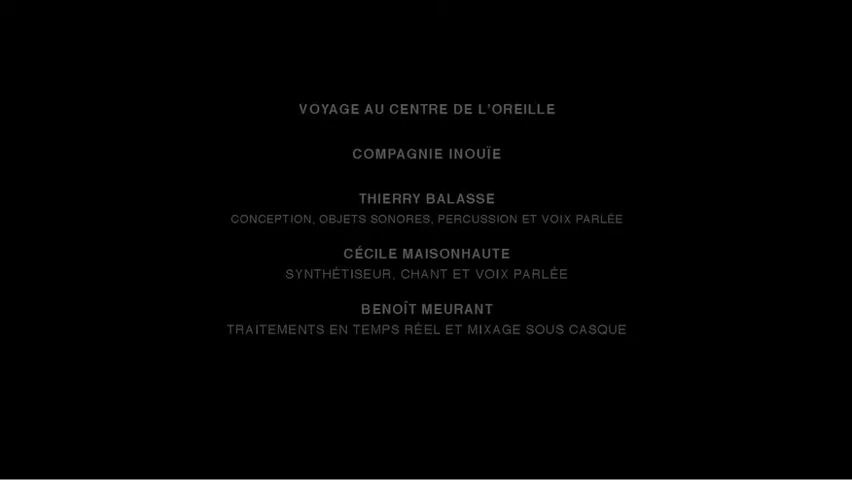 VOYAGE AU CENTRE DE L'OREILLE
COMPAGNIE INOUÏE
THIERRY BALASSE
CONCEPTION, OBJETS SONORES, PERCUSSION ET VOIX PARLÉE
CÉCILE MAISONHAUTE
SYNTHÉTISEUR, CHANT ET VOIX PARLÉE
BENOÎT MEURANT
TRAITEMENTS EN TEMPS RÉEL ET MIXAGE SOUS CASQUE